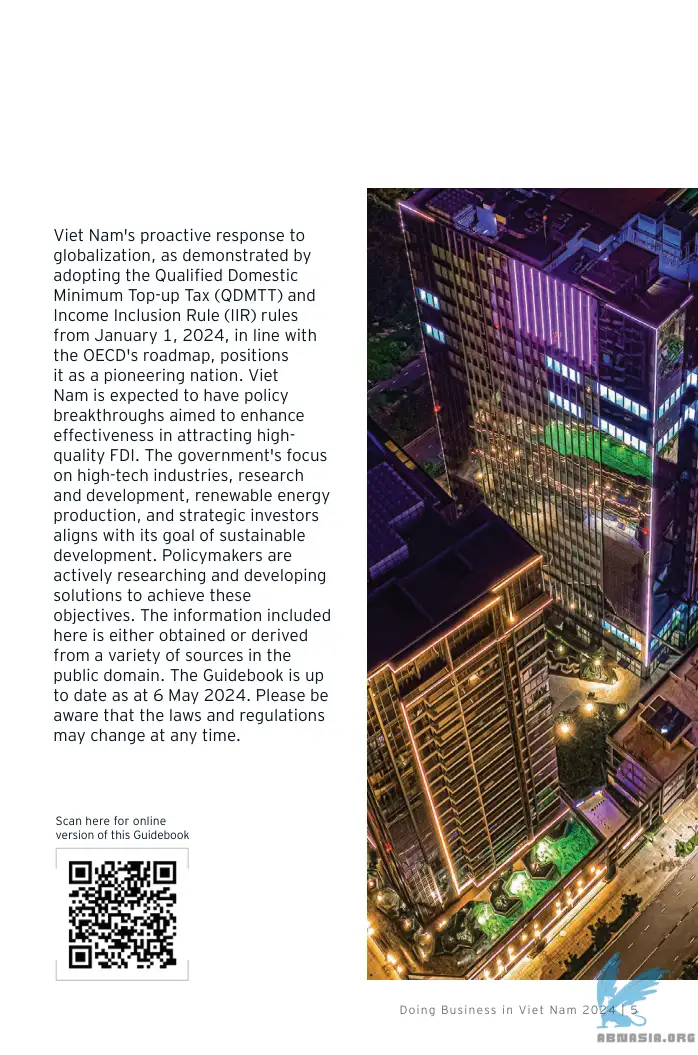 Viet Nam's proactive response to
globalization, as demonstrated by
adopting the Qualified Domestic
Minimum Top-up Tax (QDMTT) and
Income Inclusion Rule (IIR) rules
from January 1, 2024, in line with
the OECD's roadmap, positions
it as a pioneering nation. Viet
Nam is expected to have policy
breakthroughs aimed to enhance
effectiveness in attracting high-
quality FDI. The government's focus
on high-tech industries, research
and development, renewable energy
production, and strategic investors
aligns with its goal of sustainable
development. Policymakers are
actively researching and developing
solutions to achieve these
objectives. The information included
here is either obtained or derived
from a variety of sources in the
public domain. The Guidebook is up
to date as at 6 May 2024. Please be
aware that the laws and regulations
may change at any time.
Scan here for online
version of this Guidebook
Doing Business in Viet Nam 2024 | 5
ABNASIA.ORG